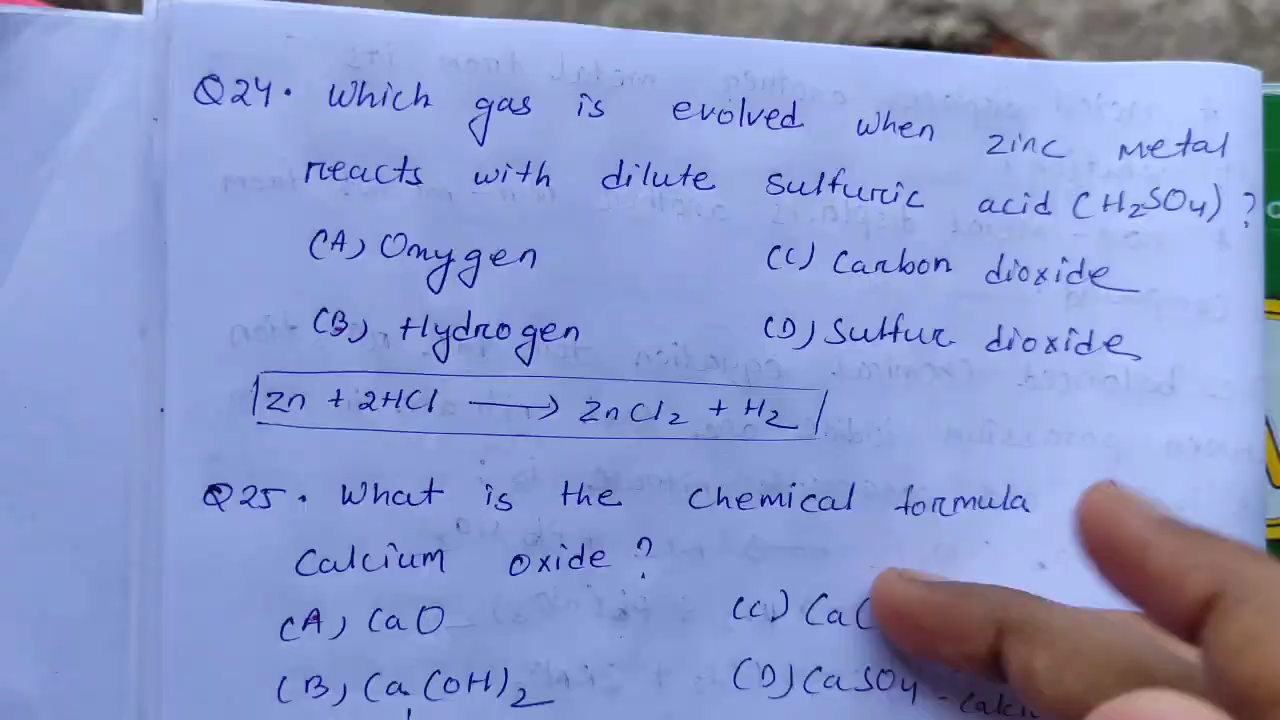 Q24. Which gas is evolved when zinc metal
reacts with dilute sulfuric acid (H2SO4) ?
(A) Oxygen (C) Carbon dioxide
(B) Hydrogen (D) Sulfur dioxide
Zn + 2HCl → ZnCl2 + H2
Q25. What is the chemical formula
Calcium oxide ?
(A) CaO (C) Ca
(B) Ca(OH)2 (D) CaSO4 -